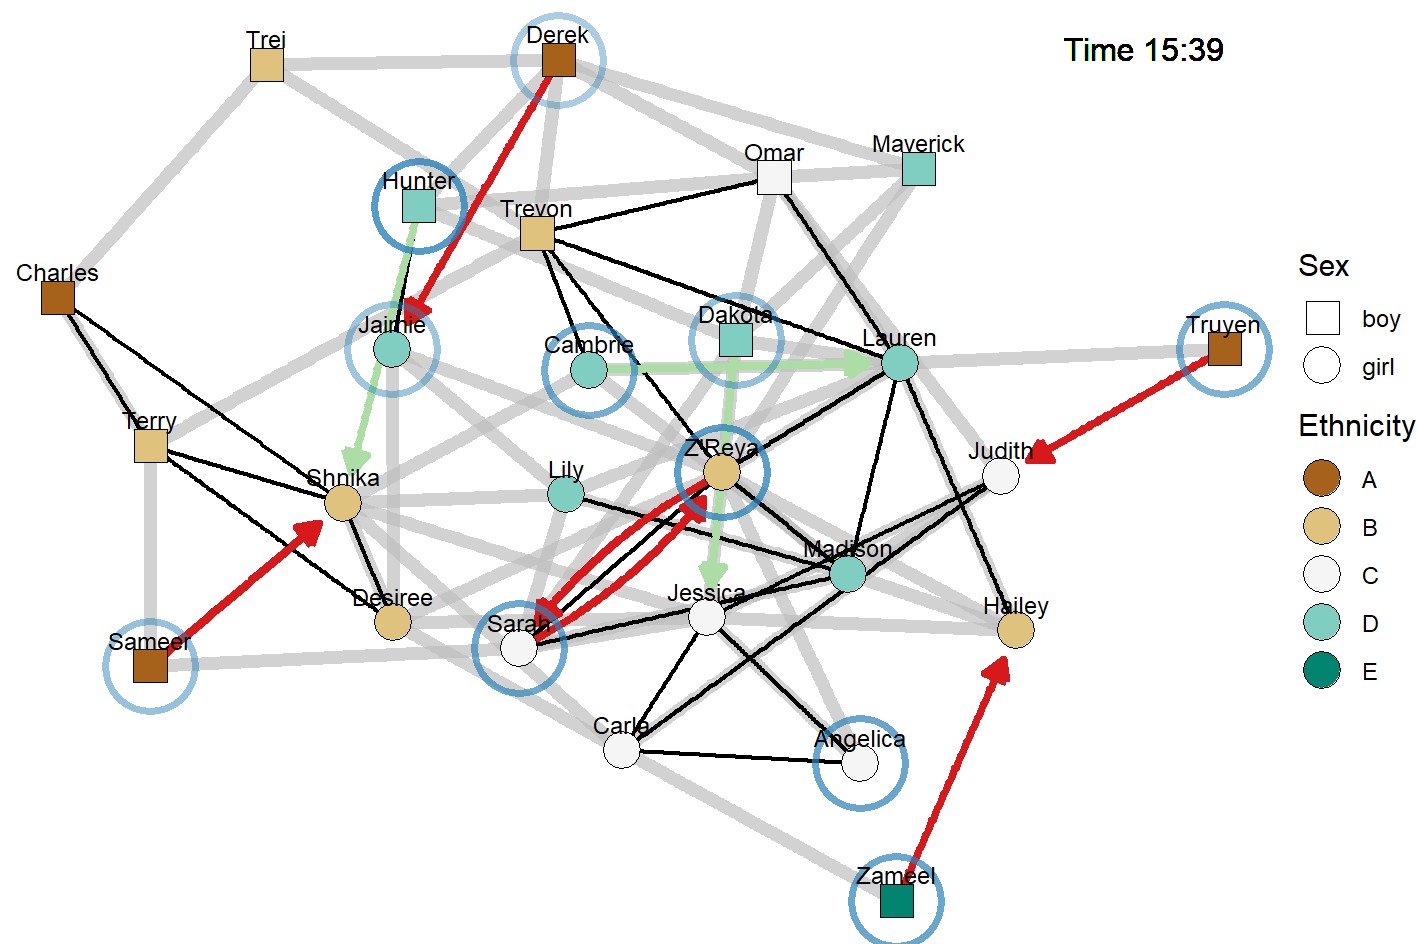 Time 15:39
Trei
Derek
Omar
Maverick
Hunter
Trevon
Charles
Jaimie
Cambrie
Dakota
Lauren
Truyen
Terry
Shnika
Lily
Z'Reya
Judith
Madison
Desiree
Sarah
Jessica
Hailey
Sameer
Carla
Angelica
Zameel
Sex
boy
girl
Ethnicity
A
B
C
D
E